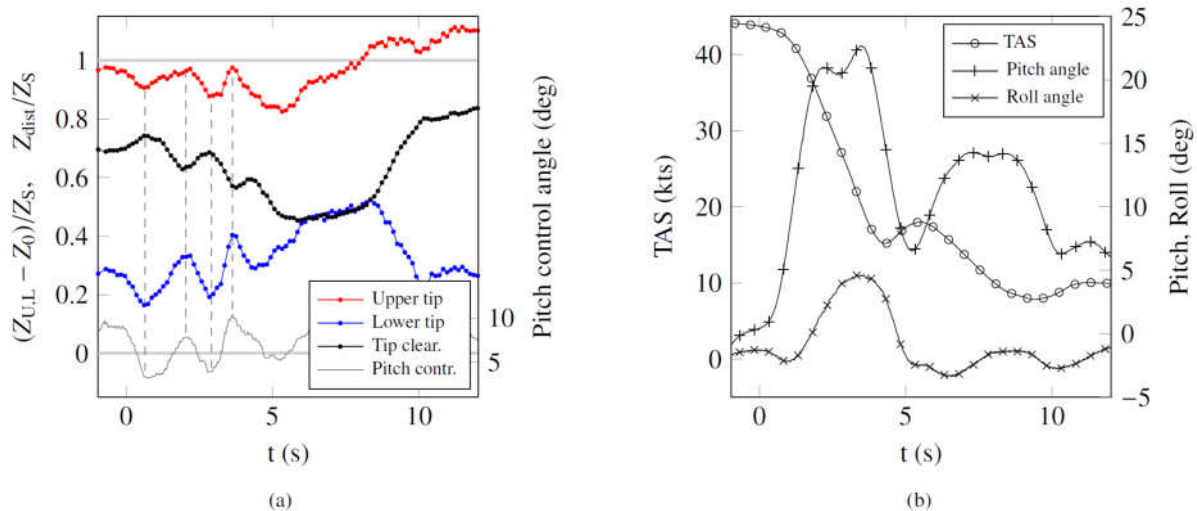 (Z_U,L − Z_0)/Z_S, Z_dist/Z_S
1
0.8
0.6
0.4
0.2
0
Upper tip
Lower tip
Tip clear.
Pitch contr.
10
5
Pitch control angle (deg)
0
5
10
t (s)
(a)
TAS (kts)
40
30
20
10
0
TAS
Pitch angle
Roll angle
25
20
15
10
5
0
−5
Pitch, Roll (deg)
0
5
10
t (s)
(b)